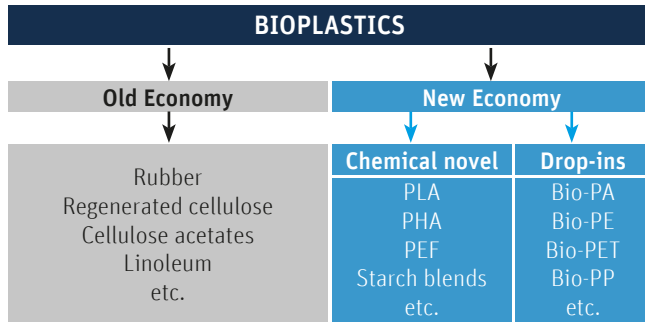 BIOPLASTICS
Old Economy
New Economy
Rubber
Regenerated cellulose
Cellulose acetates
Linoleum
etc.
Chemical novel
PLA
PHA
PEF
Starch blends
etc.
Drop-ins
Bio-PA
Bio-PE
Bio-PET
Bio-PP
etc.